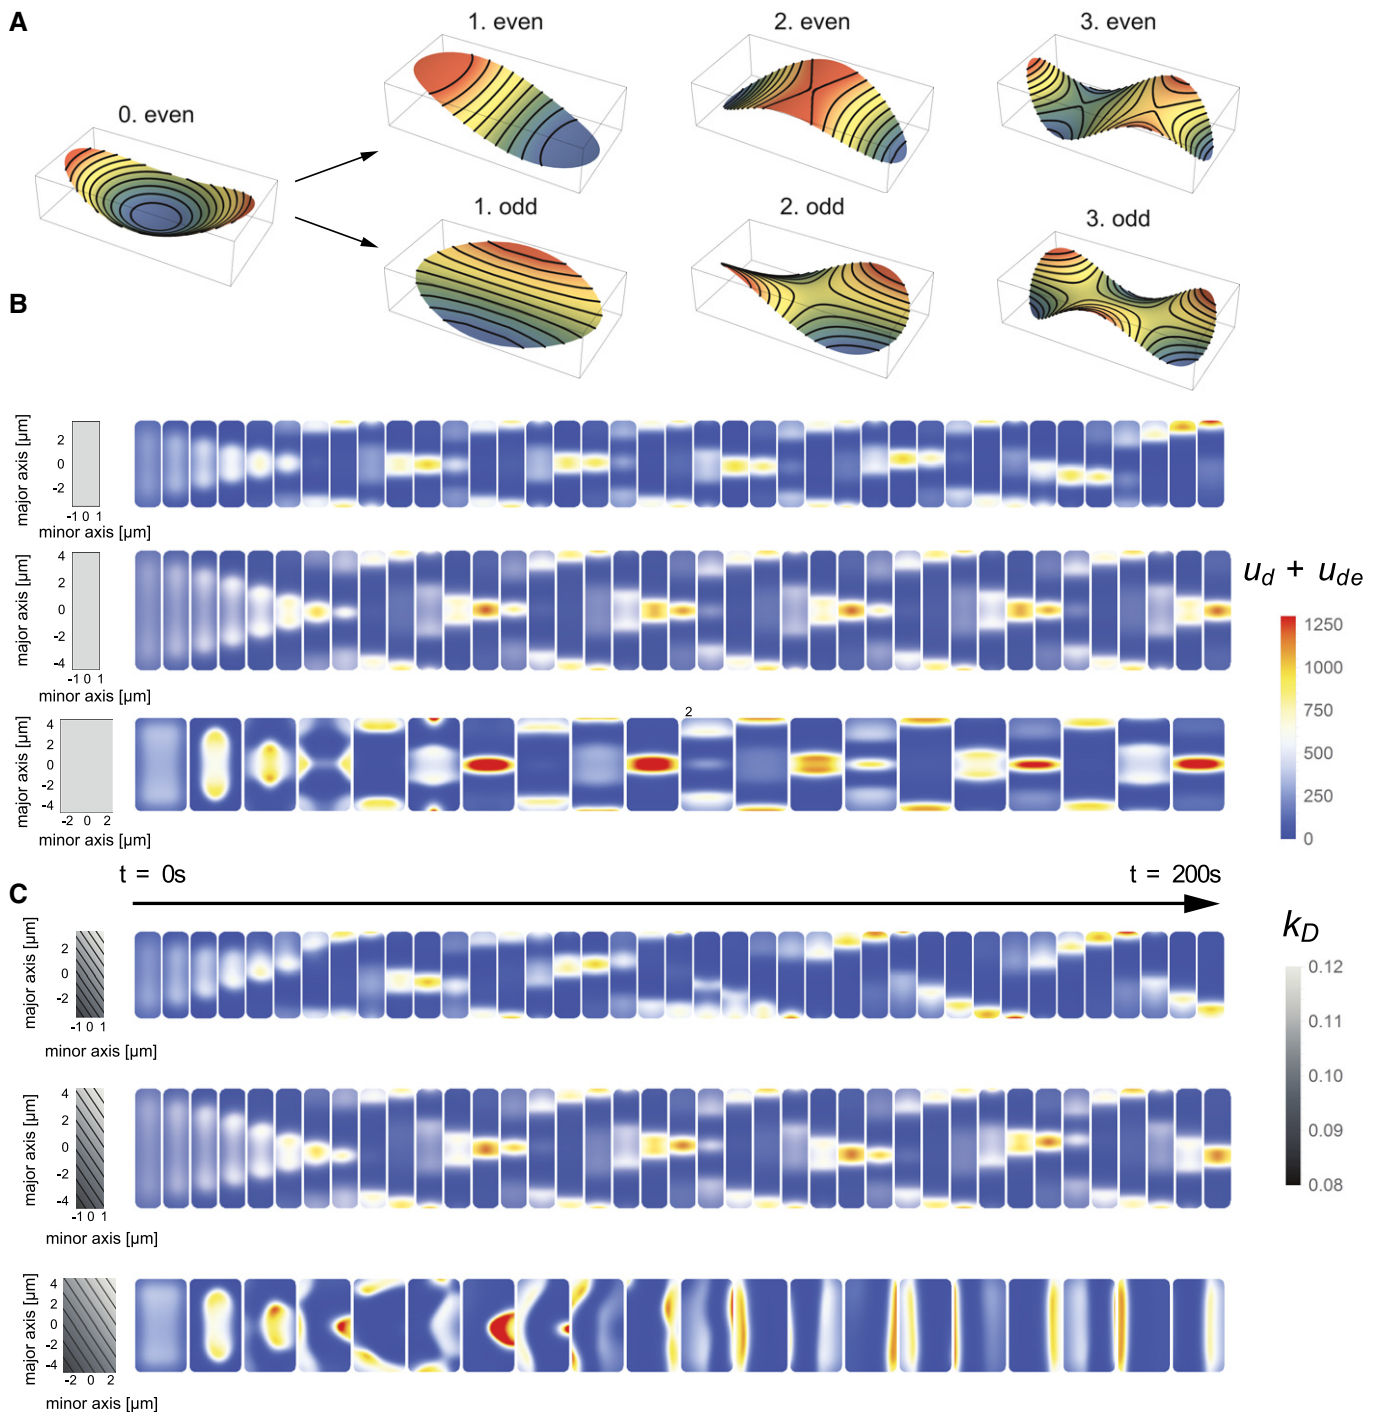 A
0. even
1. even
2. even
3. even
1. odd
2. odd
3. odd
B
major axis [µm]
2
0
-2
-1 0 1
minor axis [µm]
major axis [µm]
4
2
0
-2
-4
-1 0 1
minor axis [µm]
major axis [µm]
4
2
0
-2
-4
-2 0 2
minor axis [µm]
2
u_d + u_de
1250
1000
750
500
250
0
t = 0s
t = 200s
C
major axis [µm]
2
0
-2
-1 0 1
minor axis [µm]
major axis [µm]
4
2
0
-2
-4
-1 0 1
minor axis [µm]
major axis [µm]
4
2
0
-2
-4
-2 0 2
minor axis [µm]
k_D
0.12
0.11
0.10
0.09
0.08